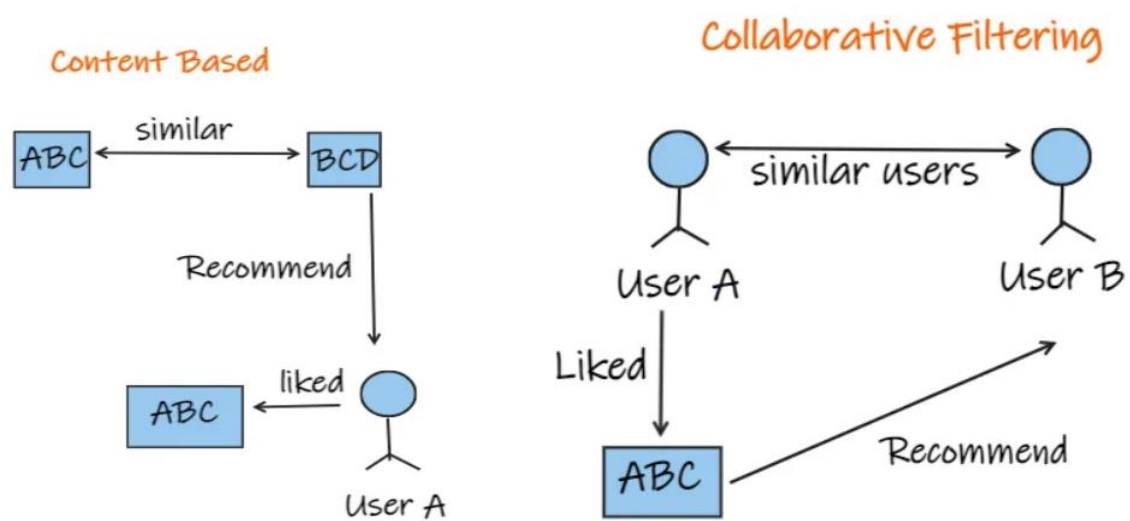 Content Based
ABC
similar
BCD
Recommend
liked
ABC
User A
Collaborative Filtering
similar users
User A
User B
Liked
Recommend
ABC